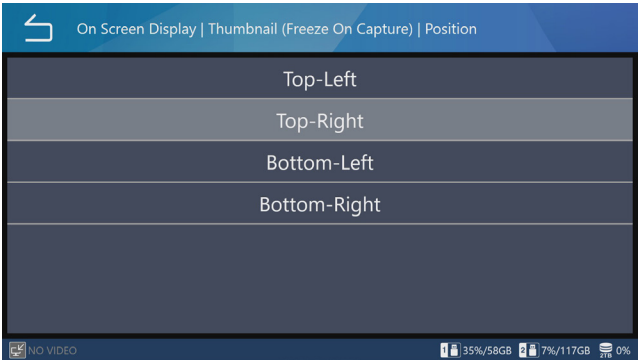 On Screen Display | Thumbnail (Freeze On Capture) | Position
Top-Left
Top-Right
Bottom-Left
Bottom-Right
NO VIDEO 1 35%/58GB 2 7%/117GB 2TB 0%